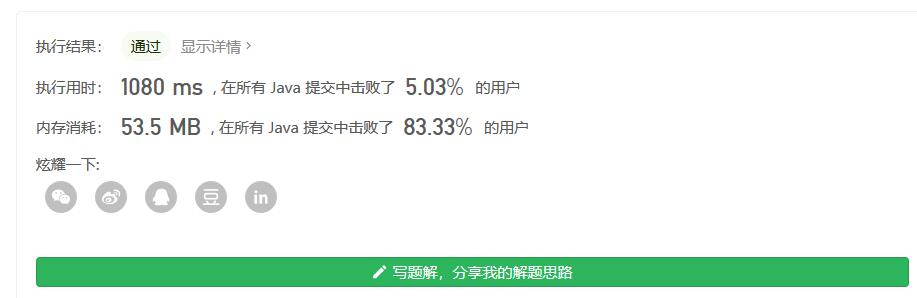 执行结果： 通过 显示详情 ›
执行用时： 1080 ms , 在所有 Java 提交中击败了 5.03% 的用户
内存消耗： 53.5 MB , 在所有 Java 提交中击败了 83.33% 的用户
炫耀一下:
豆 in
写题解，分享我的解题思路